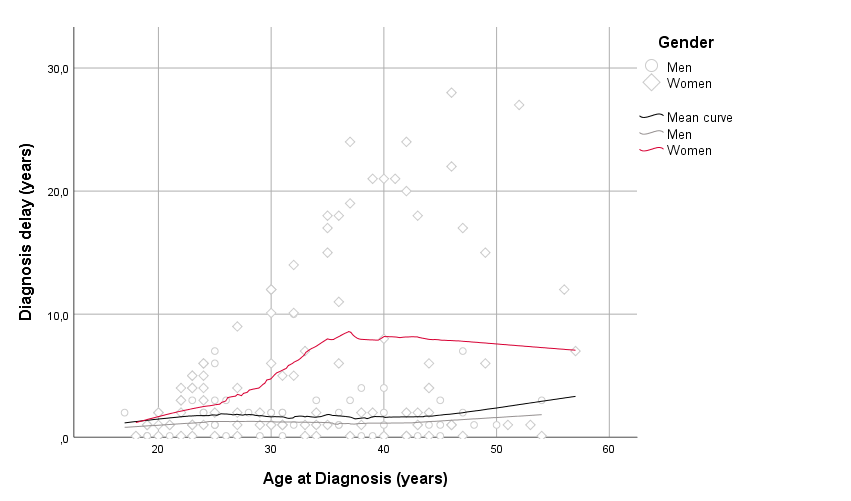 Gender
Men
Women
Mean curve
Men
Women
30,0
20,0
10,0
,0
Diagnosis delay (years)
20
30
40
50
60
Age at Diagnosis (years)